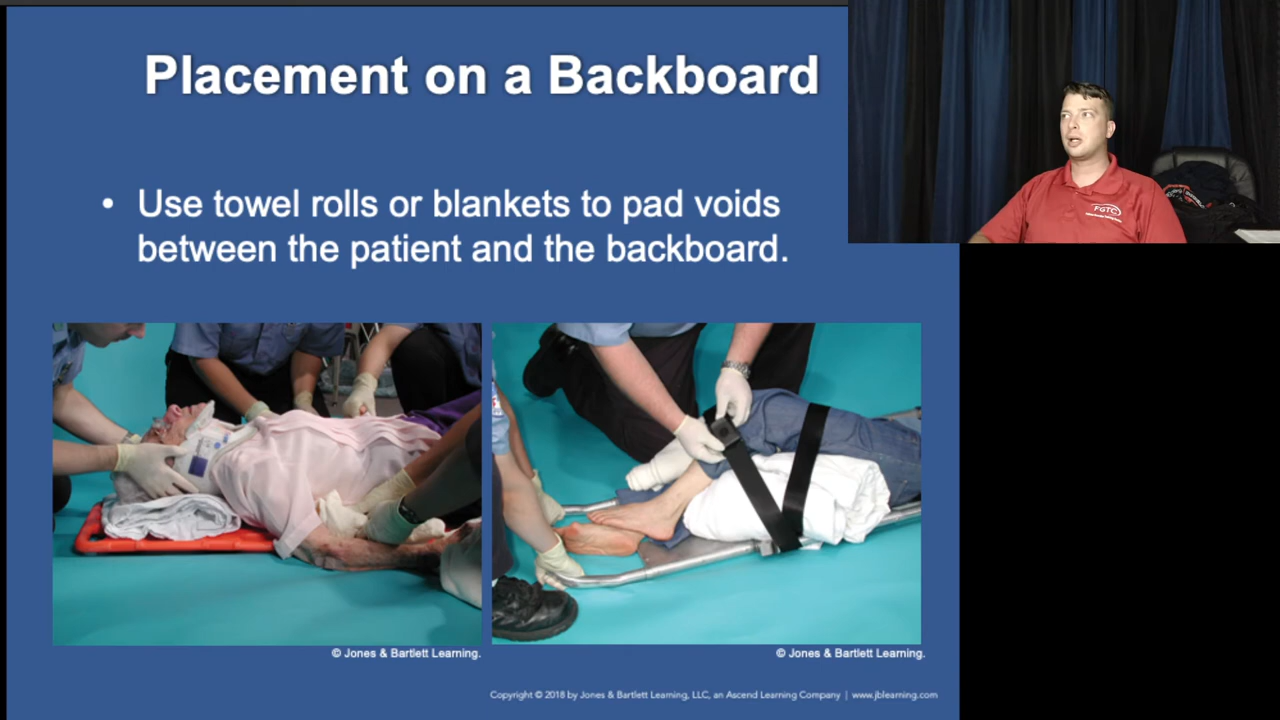 Placement on a Backboard
• Use towel rolls or blankets to pad voids
between the patient and the backboard.
FGTC
© Jones & Bartlett Learning.
© Jones & Bartlett Learning.
Copyright © 2018 by Jones & Bartlett Learning, LLC, an Ascend Learning Company | www.jblearning.com